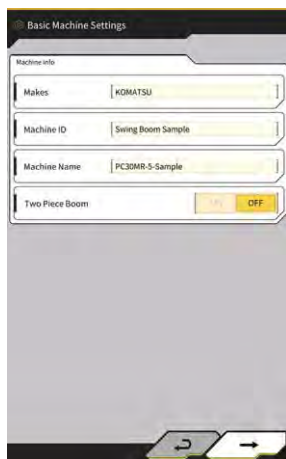 Basic Machine Settings
Machine info
Makes KOMATSU
Machine ID Swing Boom Sample
Machine Name PC30MR-5-Sample
Two Piece Boom OFF